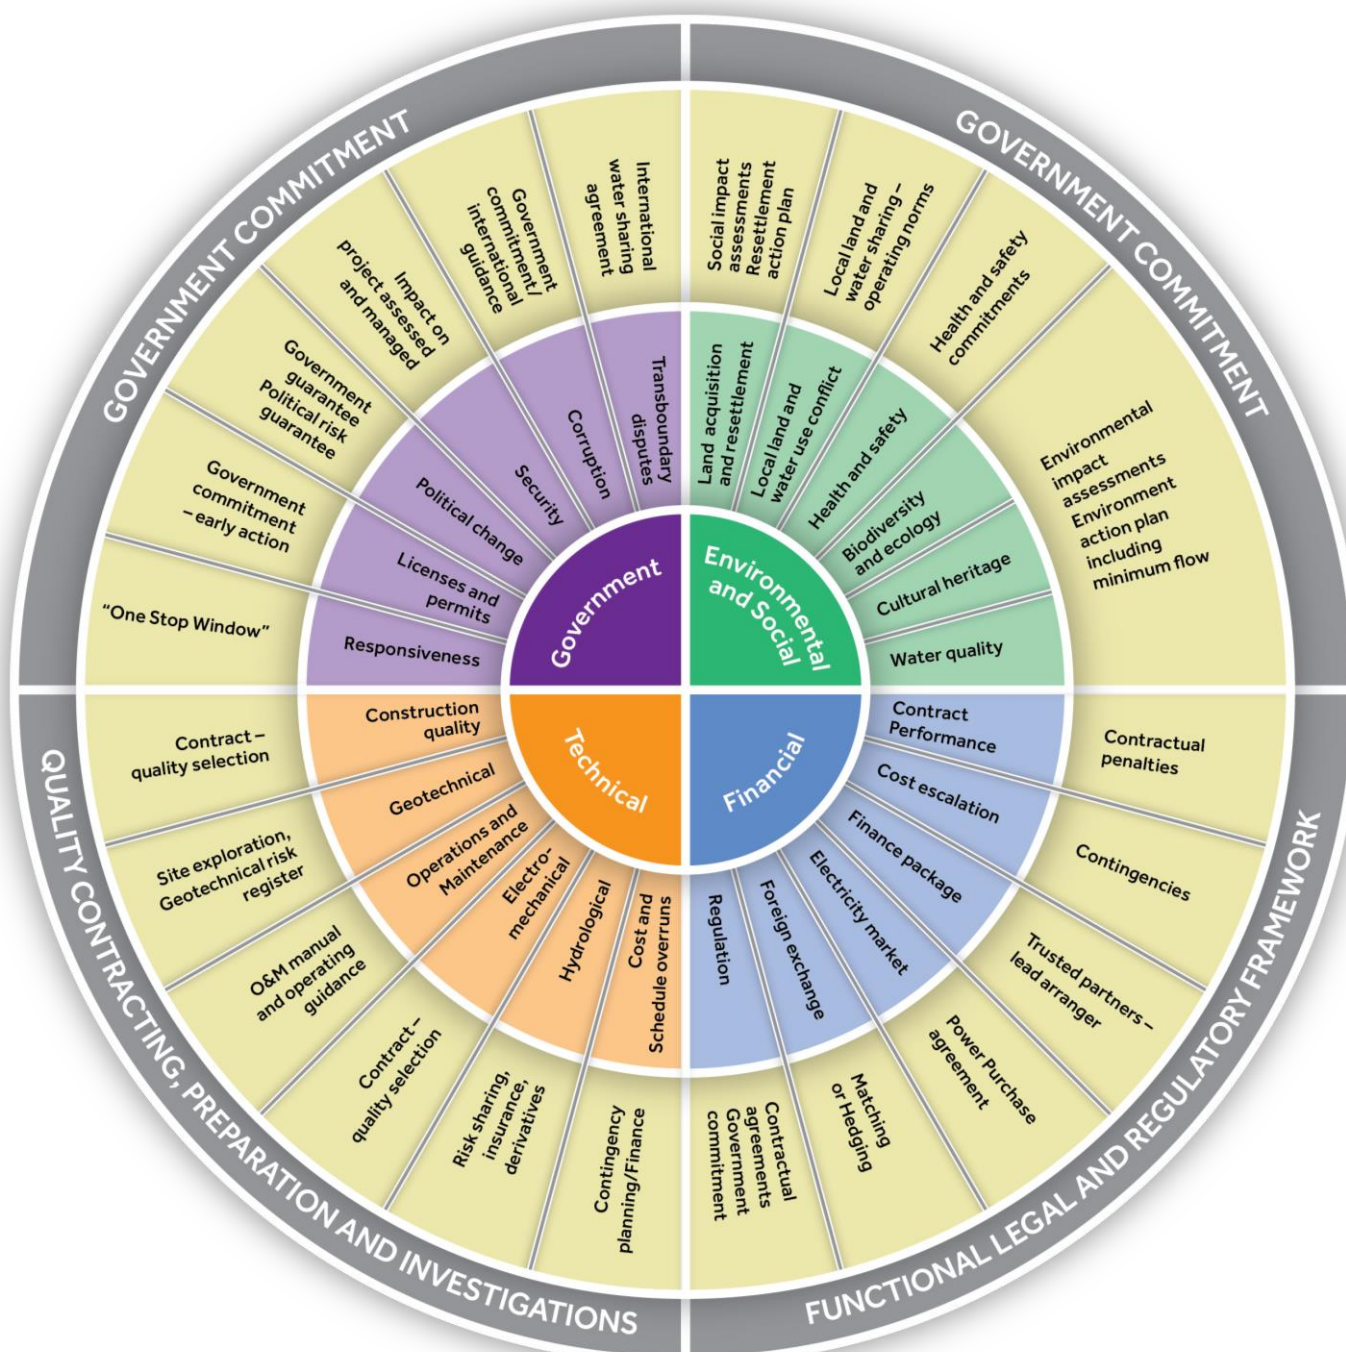 GOVERNMENT COMMITMENT
GOVERNMENT COMMITMENT
FUNCTIONAL LEGAL AND REGULATORY FRAMEWORK
QUALITY CONTRACTING, PREPARATION AND INVESTIGATIONS
Government
Environmental
and Social
Financial
Technical
Responsiveness
Licenses and
permits
Political change
Security
Corruption
Transboundary
disputes
"One Stop Window"
Government
commitment
– early action
Government
guarantee
Political risk
guarantee
Impact on
project assessed
and managed
Government
commitment/
international
guidance
International
water sharing
agreement
Land acquisition
and resettlement
Local land and
water use conflict
Health and safety
Biodiversity
and ecology
Cultural heritage
Water quality
Social impact
assessments
Resettlement
action plan
Local land and
water sharing –
operating norms
Health and safety
commitments
Environmental
impact
assessments
Environment
action plan
including
minimum flow
Contract
Performance
Cost escalation
Finance package
Electricity market
Foreign exchange
Regulation
Contractual
penalties
Contingencies
Trusted partners –
lead arranger
Power Purchase
agreement
Matching
or Hedging
Contractual
agreements
Government
commitment
Cost and
Schedule overruns
Hydrological
Electro-
mechanical
Operations and
Maintenance
Geotechnical
Construction
quality
Contingency
planning/Finance
Risk sharing,
insurance,
derivatives
Contract –
quality selection
O&M manual
and operating
guidance
Site exploration,
Geotechnical risk
register
Contract –
quality selection